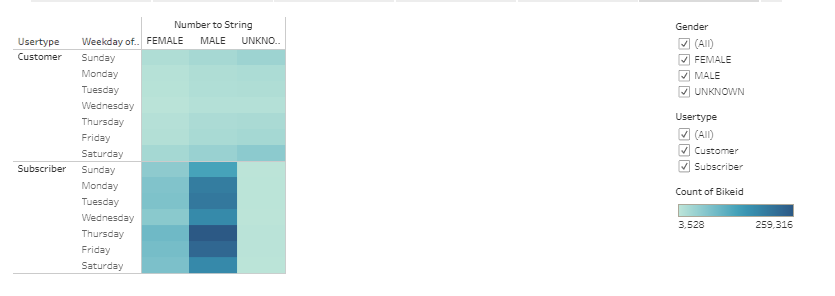 Number to String
Usertype Weekday of.. FEMALE MALE UNKNO..
Customer Sunday
Monday
Tuesday
Wednesday
Thursday
Friday
Saturday
Subscriber Sunday
Monday
Tuesday
Wednesday
Thursday
Friday
Saturday
Gender
(All)
FEMALE
MALE
UNKNOWN
Usertype
(All)
Customer
Subscriber
Count of Bikeid
3,528 259,316